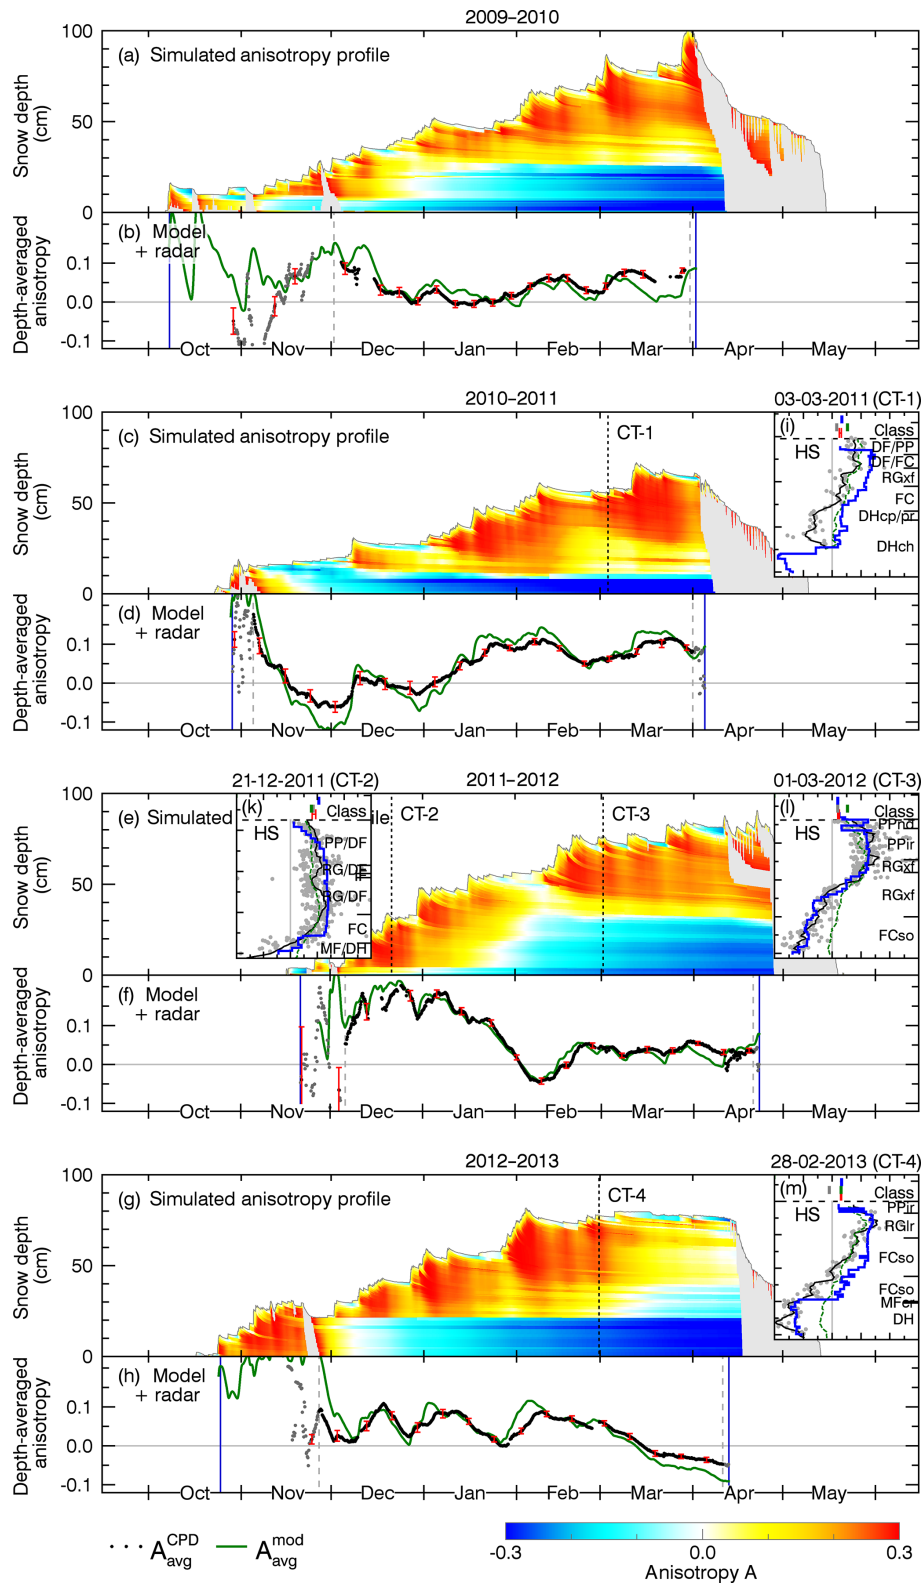 2009–2010
100
(a) Simulated anisotropy profile
Snow depth
(cm)
50
0
(b) Model
+ radar
Depth-averaged
anisotropy
0.1
0.0
-0.1
Oct Nov Dec Jan Feb Mar Apr May
2010–2011
03-03-2011 (CT-1)
100
(c) Simulated anisotropy profile
CT-1
(i)
Class
HS
DF/PP
DF/FC
RGxf
FC
DHcp/pr
DHch
Snow depth
(cm)
50
0
(d) Model
+ radar
Depth-averaged
anisotropy
0.1
0.0
-0.1
Oct Nov Dec Jan Feb Mar Apr May
21-12-2011 (CT-2)
2011–2012
01-03-2012 (CT-3)
100
(e) Simulated
file
(k)
Class
HS
PP/DF
RG/DF
RG/DF
FC
MF/DH
CT-2
CT-3
(l)
Class
HS
PPnd
PPir
RGxf
RGxf
FCso
Snow depth
(cm)
50
0
(f) Model
+ radar
Depth-averaged
anisotropy
0.1
0.0
-0.1
Oct Nov Dec Jan Feb Mar Apr May
2012–2013
28-02-2013 (CT-4)
100
(g) Simulated anisotropy profile
CT-4
(m)
Class
HS
PPir
RGlr
FCso
FCso
MFcr
DH
Snow depth
(cm)
50
0
(h) Model
+ radar
Depth-averaged
anisotropy
0.1
0.0
-0.1
Oct Nov Dec Jan Feb Mar Apr May
A CPD avg
A mod avg
-0.3 0.0 0.3
Anisotropy A